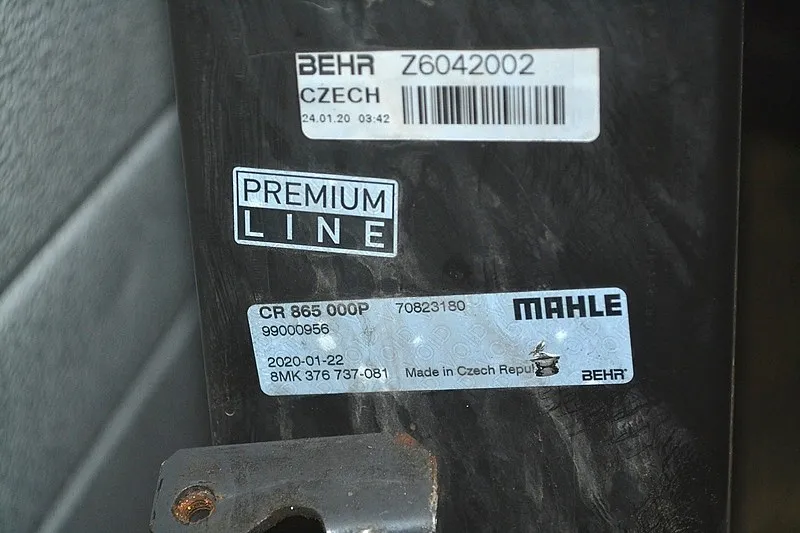 BEHR Z6042002
CZECH
24.01.20 03:42
PREMIUM
LINE
CR 865 000P 70823180 MAHLE
99000956
2020-01-22
8MK 376 737-081 Made in Czech Repu
BEHR